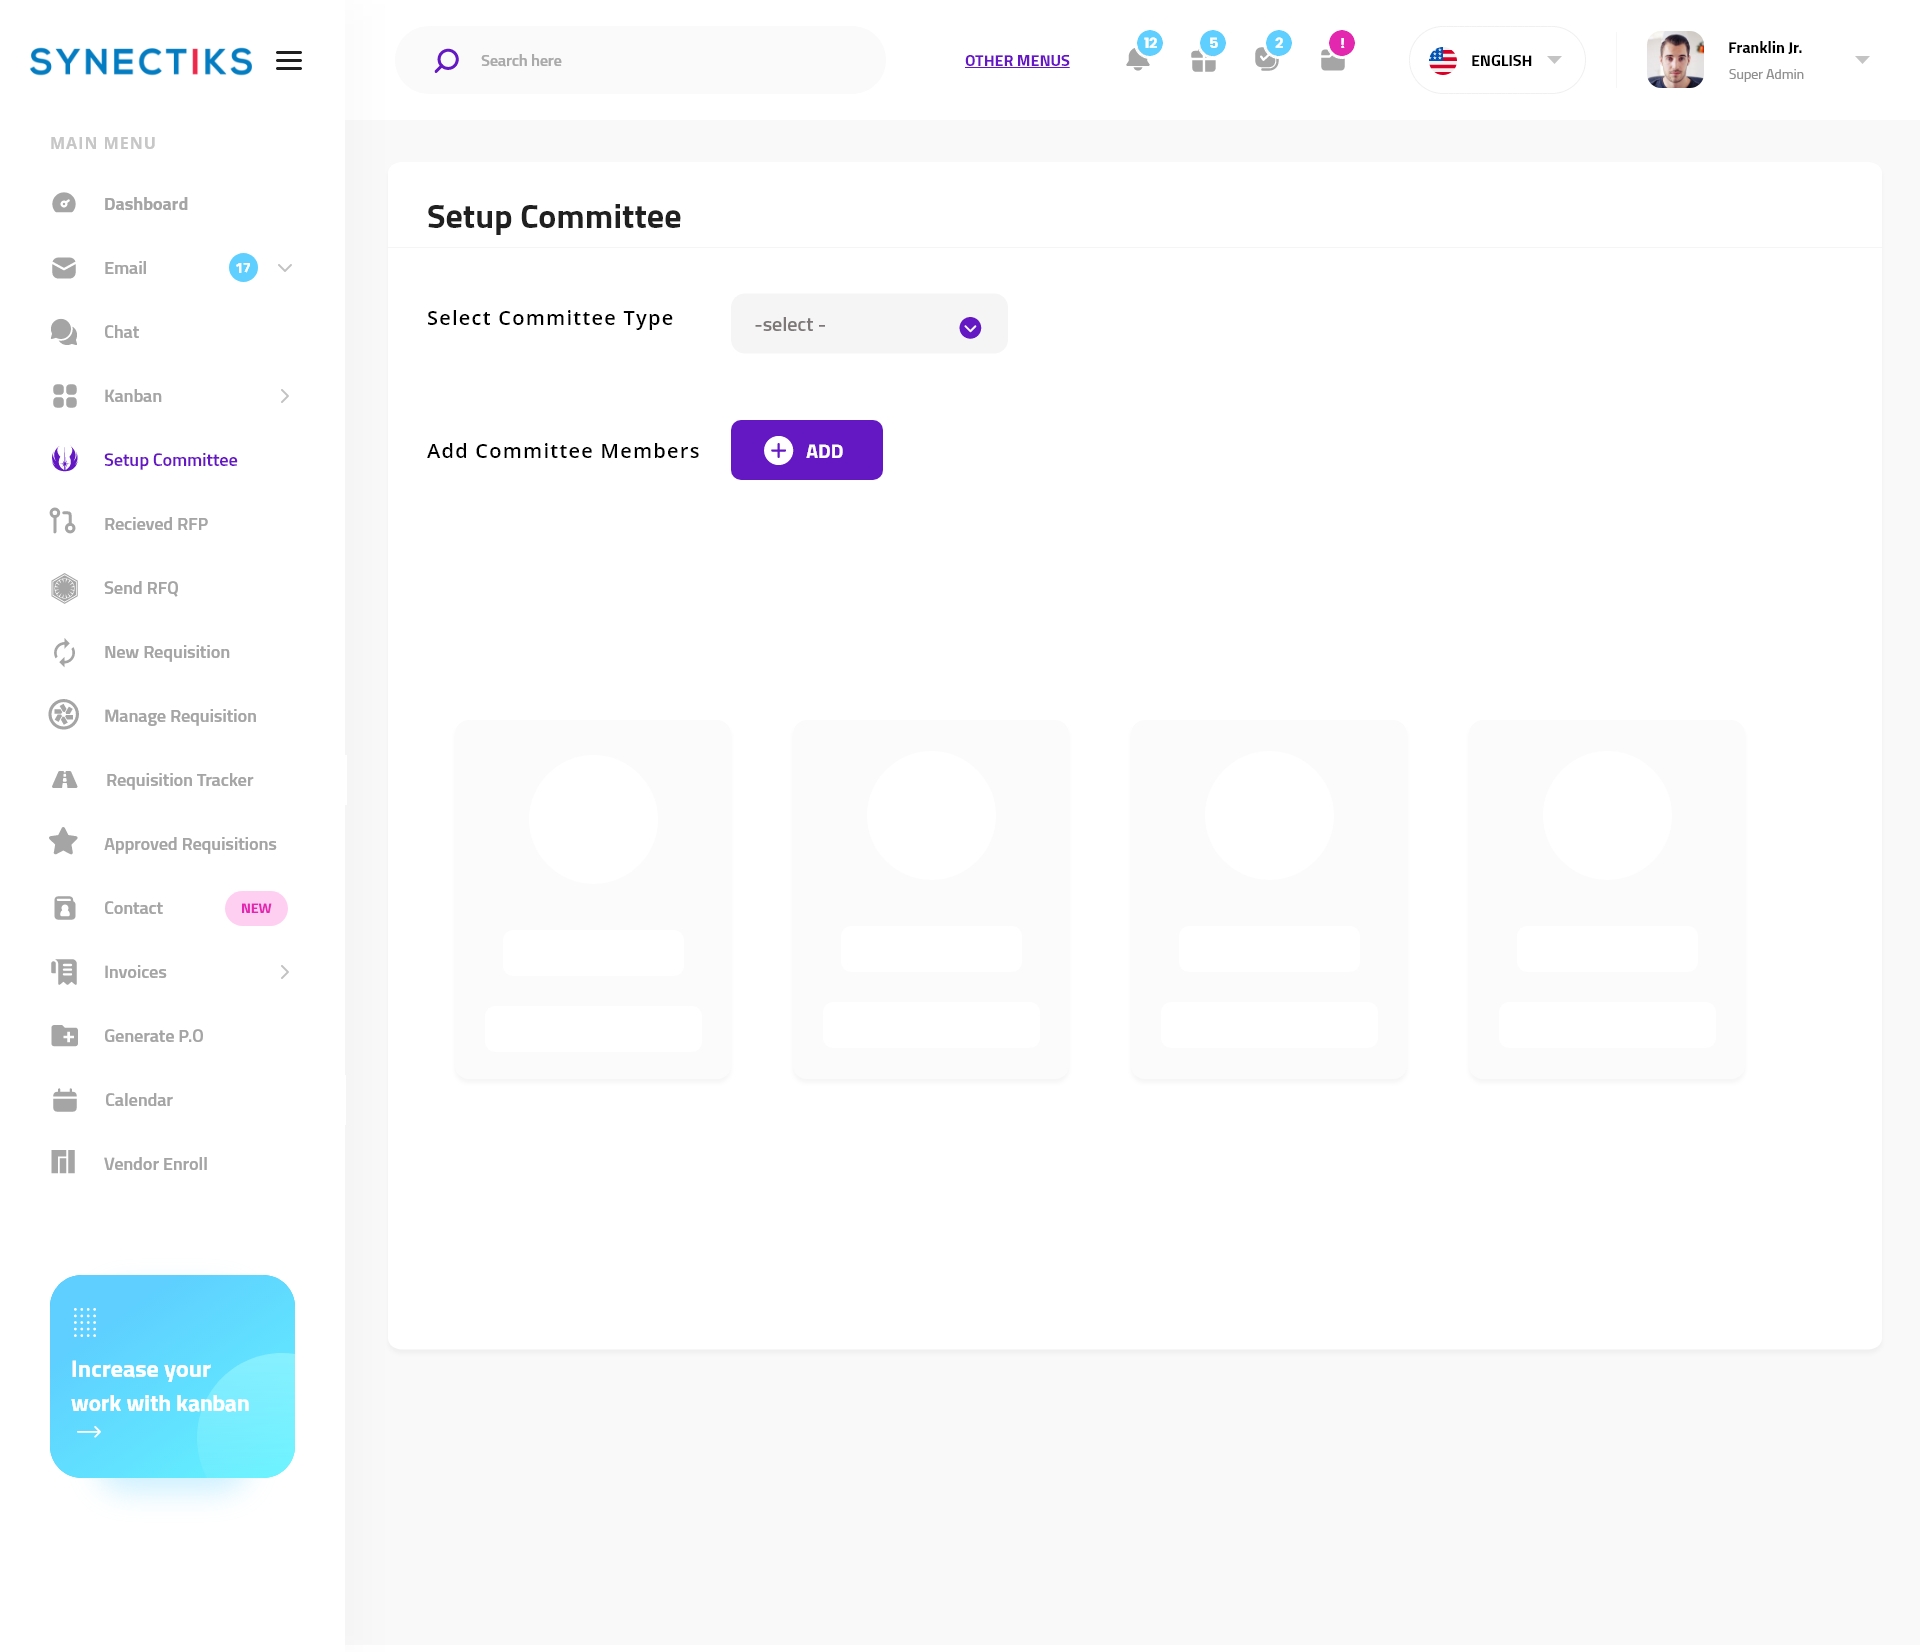 SYNECTIKS
Search here
OTHER MENUS
12
5
2
!
ENGLISH
Franklin Jr.
Super Admin
MAIN MENU
Dashboard
Email
17
Chat
Kanban
Setup Committee
Recieved RFP
Send RFQ
New Requisition
Manage Requisition
Requisition Tracker
Approved Requisitions
Contact
NEW
Invoices
Generate P.O
Calendar
Vendor Enroll
Increase your
work with kanban
Setup Committee
Select Committee Type
-select -
Add Committee Members
ADD